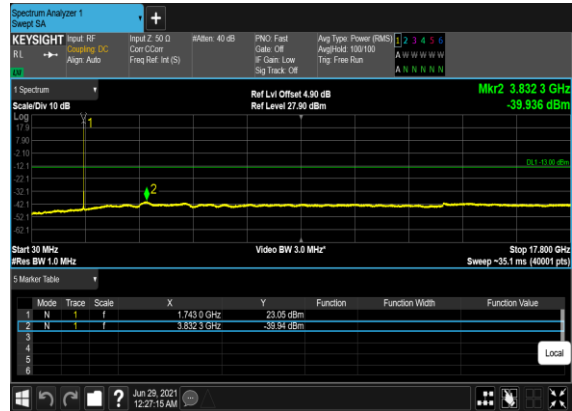 Spectrum Analyzer 1
Swept SA
+
KEYSIGHT Input: RF Input Z: 50 Ω #Atten: 40 dB PNO: Fast Avg Type: Power (RMS) 1 2 3 4 5 6
RL Coupling: DC Corr CCorr Gate: Off Avg|Hold: 100/100 A W W W W W
Align: Auto Freq Ref: Int (S) IF Gain: Low Trig: Free Run
Sig Track: Off A N N N N N
1 Spectrum Ref Lvl Offset 4.90 dB Mkr2 3.832 3 GHz
Scale/Div 10 dB Ref Level 27.90 dBm -39.936 dBm
Log
17.9
7.90
-2.10
-12.1
-22.1
-32.1
-42.1
-52.1
-62.1
1
2
DL1 -13.00 dBm
Start 30 MHz Video BW 3.0 MHz* Stop 17.800 GHz
#Res BW 1.0 MHz Sweep ~35.1 ms (40001 pts)
5 Marker Table
Mode Trace Scale X Y Function Function Width Function Value
1 N 1 f 1.743 0 GHz 23.05 dBm
2 N 1 f 3.832 3 GHz -39.94 dBm
3
4
5
6
Local
? Jun 29, 2021
12:27:15 AM